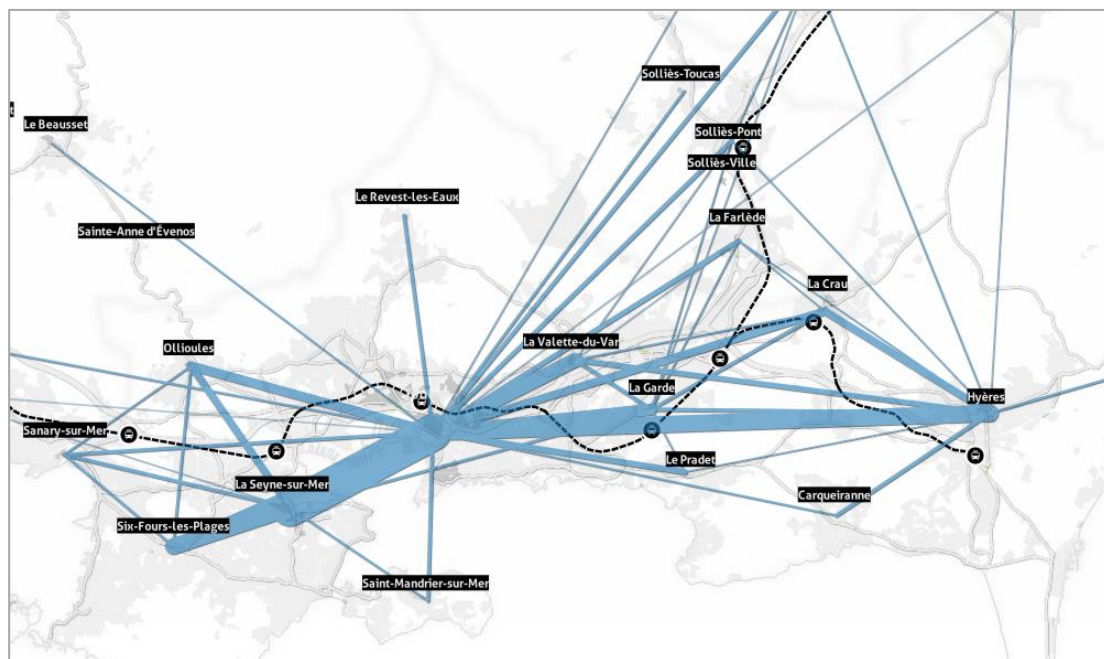 Solliès-Toucas
Le Beausset
Solliès-Pont
Solliès-Ville
Le Revest-les-Eaux
La Farlède
Sainte-Anne d'Évenos
La Crau
La Valette-du-Var
Ollioules
La Garde
Hyères
Sanary-sur-Mer
Le Pradet
La Seyne-sur-Mer
Carqueiranne
Six-Fours-les-Plages
Saint-Mandrier-sur-Mer